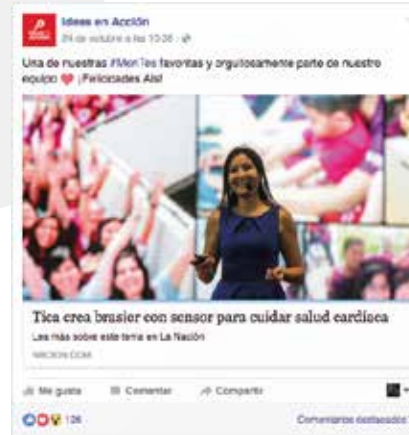 Ideas en Acción
24 de octubre a las 10:26
Una de nuestras #MenTes favoritas y orgullosamente parte de nuestro
equipo ¡Felicidades Als!
Tica crea brasier con sensor para cuidar salud cardíaca
Lea más sobre este tema en La Nación
NACION.COM
Me gusta Comentar Compartir
126 Comentarios destacados